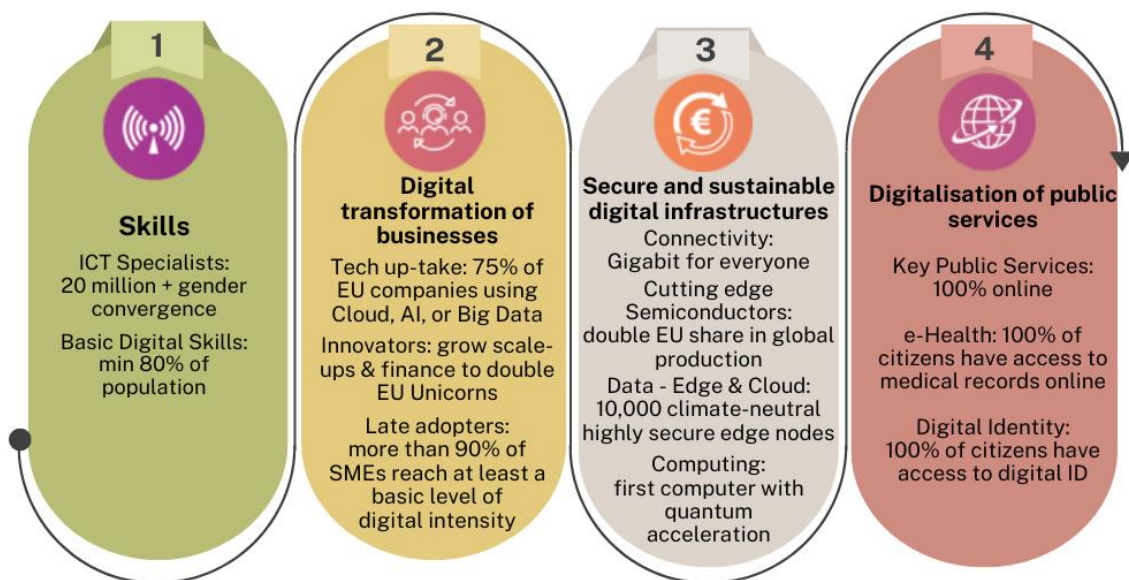 1
Skills
ICT Specialists:
20 million + gender
convergence
Basic Digital Skills:
min 80% of
population
2
Digital
transformation of
businesses
Tech up-take: 75% of
EU companies using
Cloud, AI, or Big Data
Innovators: grow scale-
ups & finance to double
EU Unicorns
Late adopters:
more than 90% of
SMEs reach at least a
basic level of
digital intensity
3
€
Secure and sustainable
digital infrastructures
Connectivity:
Gigabit for everyone
Cutting edge
Semiconductors:
double EU share in global
production
Data - Edge & Cloud:
10,000 climate-neutral
highly secure edge nodes
Computing:
first computer with
quantum
acceleration
4
Digitalisation of public
services
Key Public Services:
100% online
e-Health: 100% of
citizens have access to
medical records online
Digital Identity:
100% of citizens have
access to digital ID